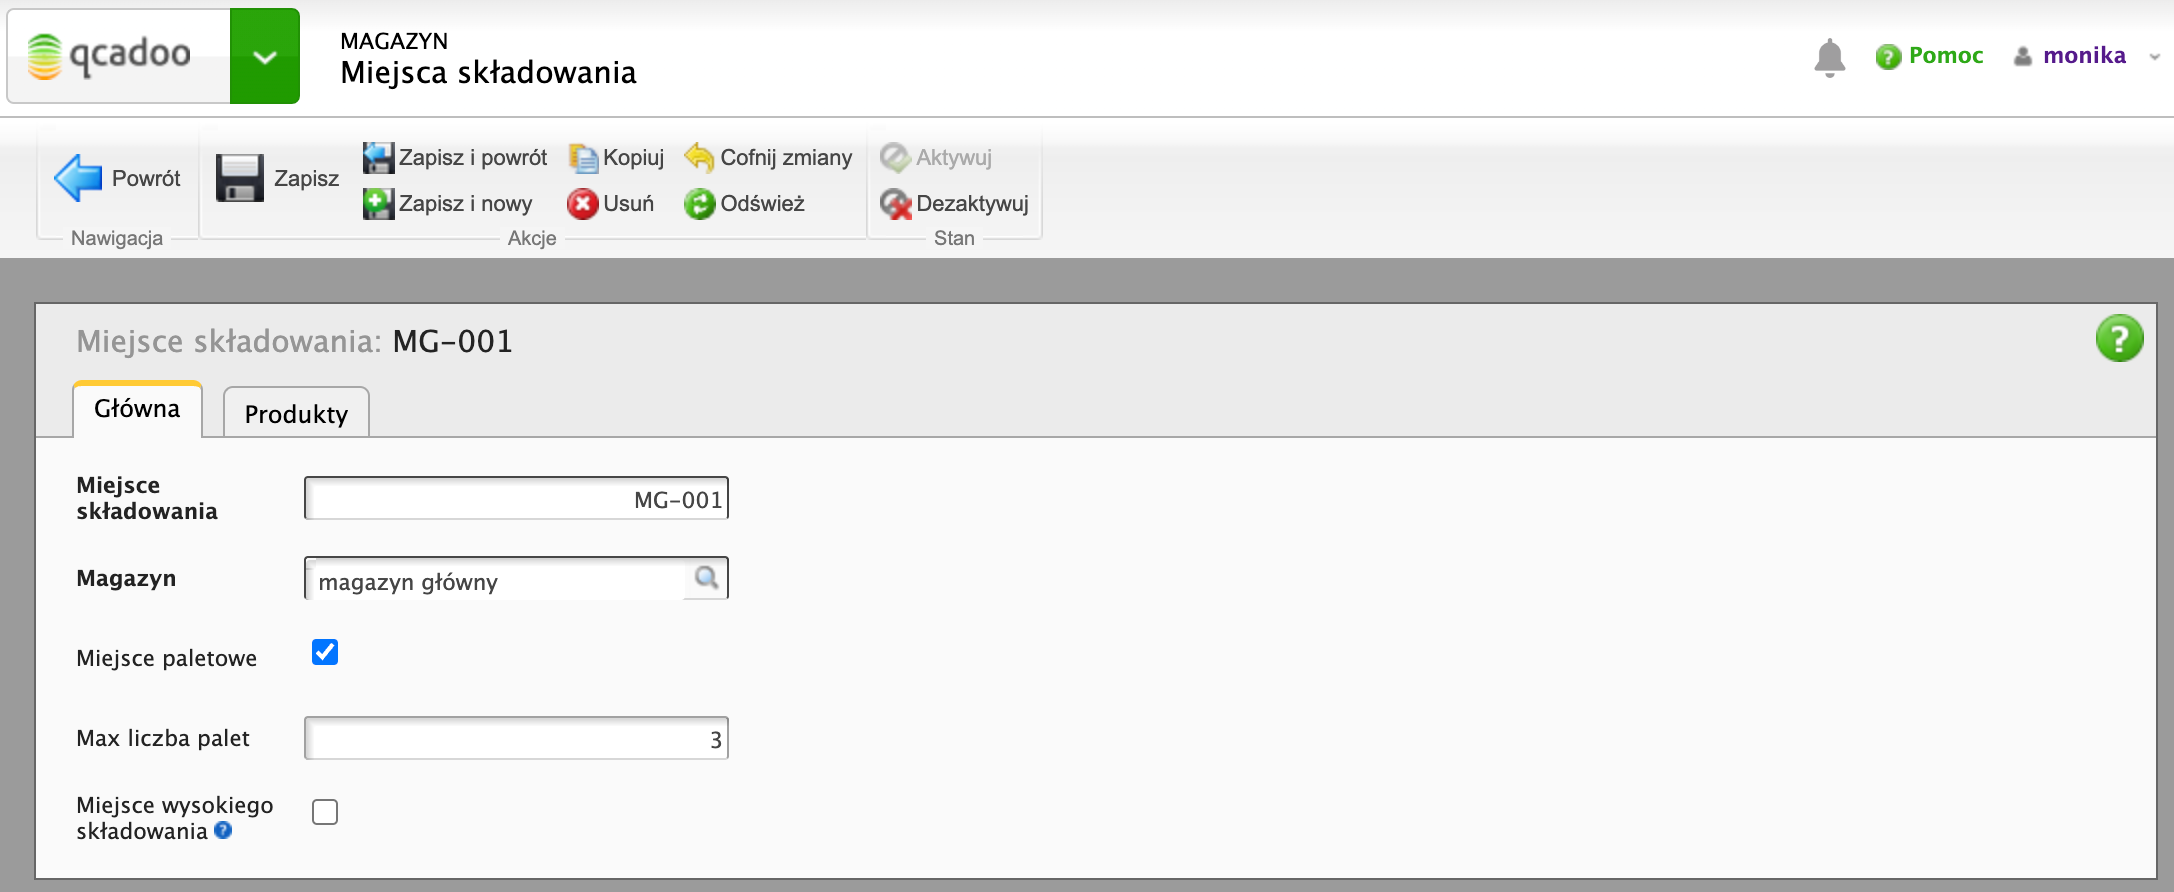 qcadoo
MAGAZYN
Miejsca składowania
Pomoc
monika
Powrót
Zapisz
Zapisz i powrót
Kopiuj
Cofnij zmiany
Aktywuj
Zapisz i nowy
Usuń
Odśwież
Dezaktywuj
Nawigacja
Akcje
Stan
Miejsce składowania: MG-001
Główna
Produkty
Miejsce
składowania
MG-001
Magazyn
magazyn główny
Miejsce paletowe
Max liczba palet
3
Miejsce wysokiego
składowania